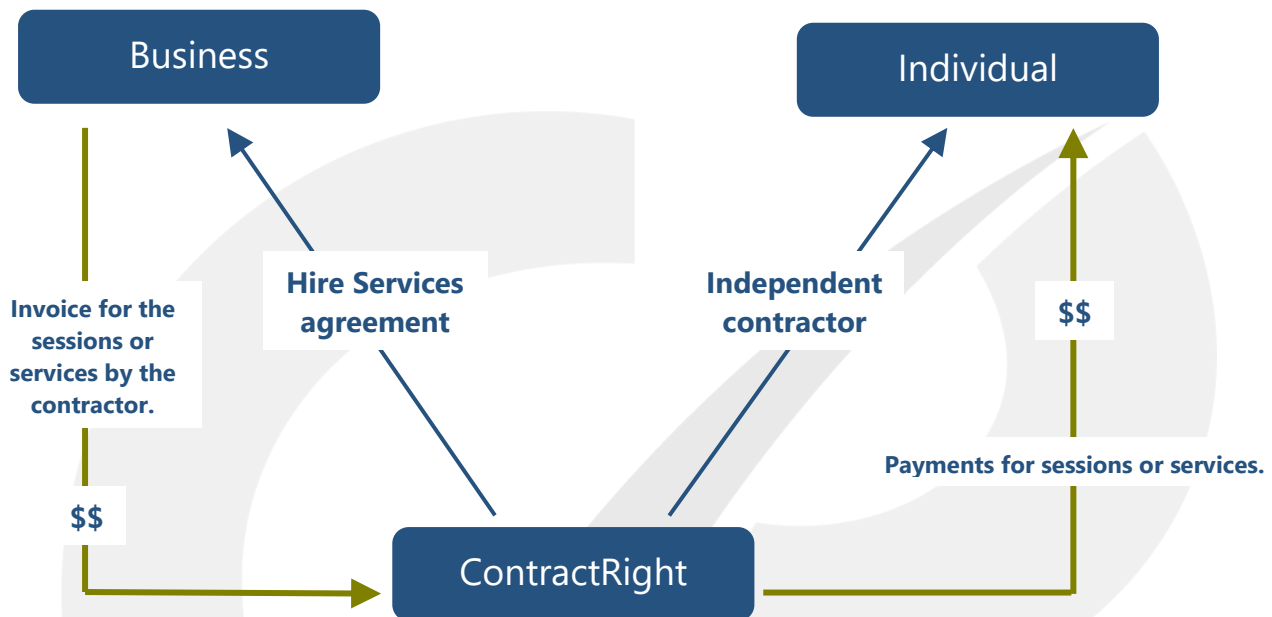 Business
Individual
Hire Services
agreement
Independent
contractor
Invoice for the
sessions or
services by the
contractor.
$$
Payments for sessions or services.
$$
ContractRight